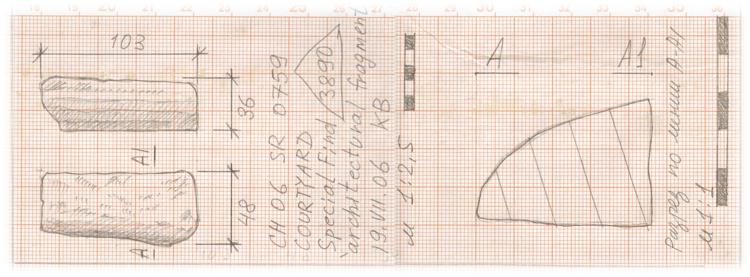 103
36
48
A1
A
CH 06 SR 0759
COURTYARD
Special Find 3890
'architectural fragment'
19.VII.06 KB
M 1:2,5
A
A1
Разрез по линии A-A1
M 1:1